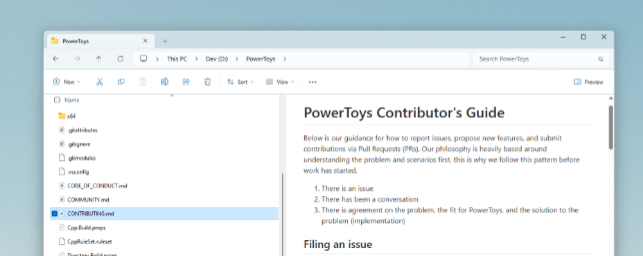 PowerToys
This PC > Dev (D:) > PowerToys >
Search PowerToys
New
Sort
View
Preview
Name
x64
.gitattributes
.gitignore
.gitmodules
.vsconfig
CODE_OF_CONDUCT.md
COMMUNITY.md
CONTRIBUTING.md
Cpp.Build.props
CppRuleSet.ruleset
Directory.Build.props
PowerToys Contributor's Guide
Below is our guidance for how to report issues, propose new features, and submit
contributions via Pull Requests (PRs). Our philosophy is heavily based around
understanding the problem and scenarios first, this is why we follow this pattern before
work has started.
1. There is an issue
2. There has been a conversation
3. There is agreement on the problem, the fit for PowerToys, and the solution to the
problem (implementation)
Filing an issue